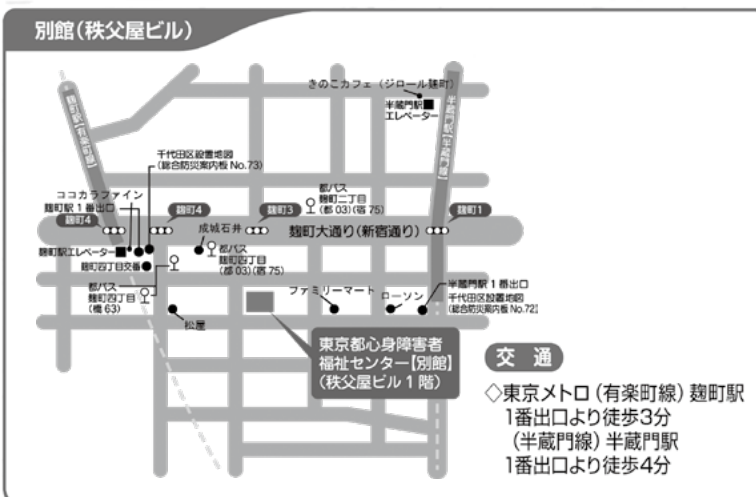 別館(秩父屋ビル)
きのこカフェ(ジロール麹町)
半蔵門駅
エレベーター
麹町駅【有楽町線】
半蔵門駅【半蔵門線】
千代田区設置地図
(総合防災案内板 No.73)
都バス
麹町二丁目
(都 03)(宿 75)
ココカラファイン
麹町駅 1 番出口
麹町4
麹町4
麹町3
麹町1
成城石井
麹町大通り(新宿通り)
麹町駅エレベーター
都バス
麹町四丁目
(都 03)(宿 75)
麹町四丁目交番
都バス
麹町四丁目
(橋 63)
ファミリーマート
ローソン
半蔵門駅 1 番出口
千代田区設置地図
(総合防災案内板 No.72)
松屋
東京都心身障害者
福祉センター【別館】
(秩父屋ビル 1 階)
交 通
◇東京メトロ(有楽町線)麹町駅
1番出口より徒歩3分
(半蔵門線)半蔵門駅
1番出口より徒歩4分